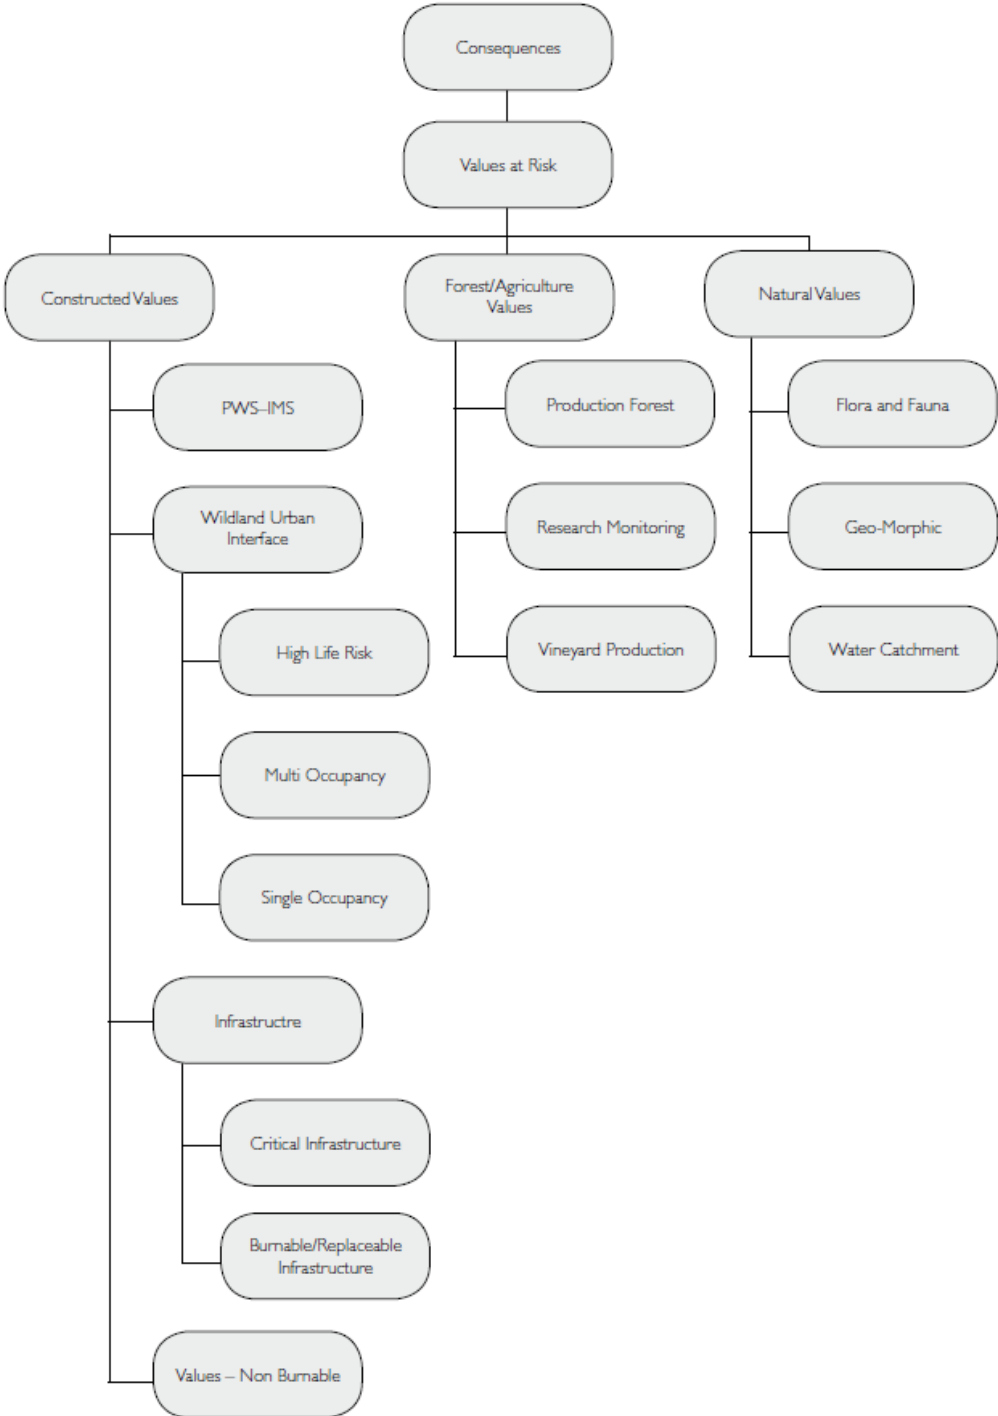 Consequences
Values at Risk
Constructed Values
Forest/Agriculture
Values
Natural Values
PWS–IMS
Production Forest
Flora and Fauna
Wildland Urban
Interface
Research Monitoring
Geo-Morphic
High Life Risk
Vineyard Production
Water Catchment
Multi Occupancy
Single Occupancy
Infrastructre
Critical Infrastructure
Burnable/Replaceable
Infrastructure
Values – Non Burnable